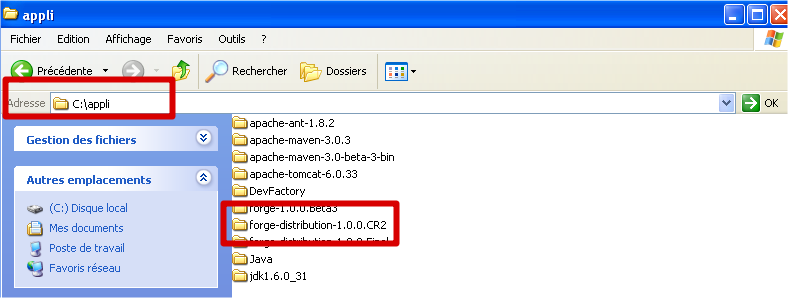 appli
Fichier Edition Affichage Favoris Outils ?
Précédente Rechercher Dossiers
Adresse C:\appli OK
Gestion des fichiers
Autres emplacements
(C:) Disque local
Mes documents
Poste de travail
Favoris réseau
apache-ant-1.8.2
apache-maven-3.0.3
apache-maven-3.0-beta-3-bin
apache-tomcat-6.0.33
DevFactory
forge-1.0.0.Beta3
forge-distribution-1.0.0.CR2
forge-distribution-1.0.0.Final
Java
jdk1.6.0_31